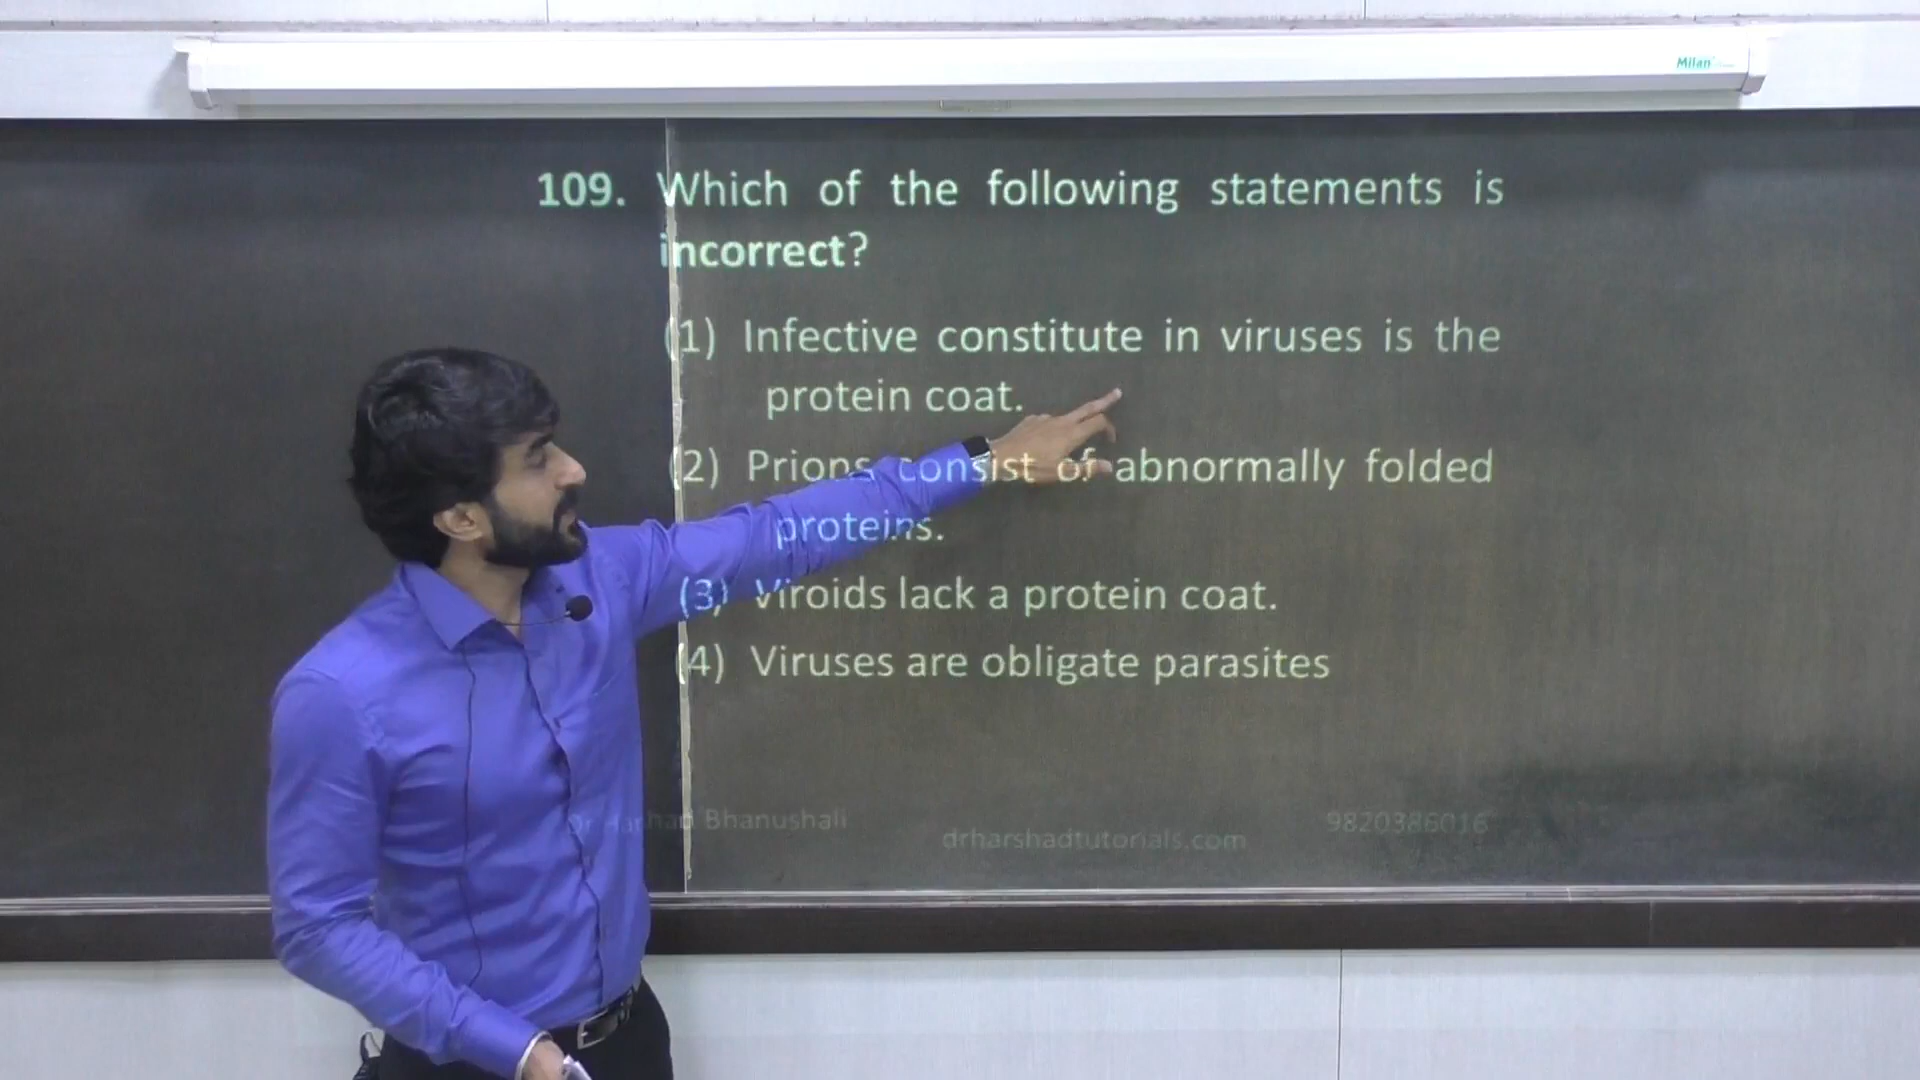 Milan
109. Which of the following statements is
incorrect?
(1) Infective constitute in viruses is the
protein coat.
(2) Prions consist of abnormally folded
proteins.
(3) Viroids lack a protein coat.
(4) Viruses are obligate parasites
Bhanushali
drharshadtutorials.com
9820386016